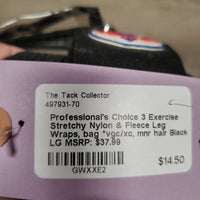 The Tack Collector
497931-70
Professional's Choice 3 Exercise
Stretchy Nylon & Fleece Leg
Wraps, bag *vgc/xc, mnr hair Black
LG MSRP: $37.99
$14.50
GWXXE2